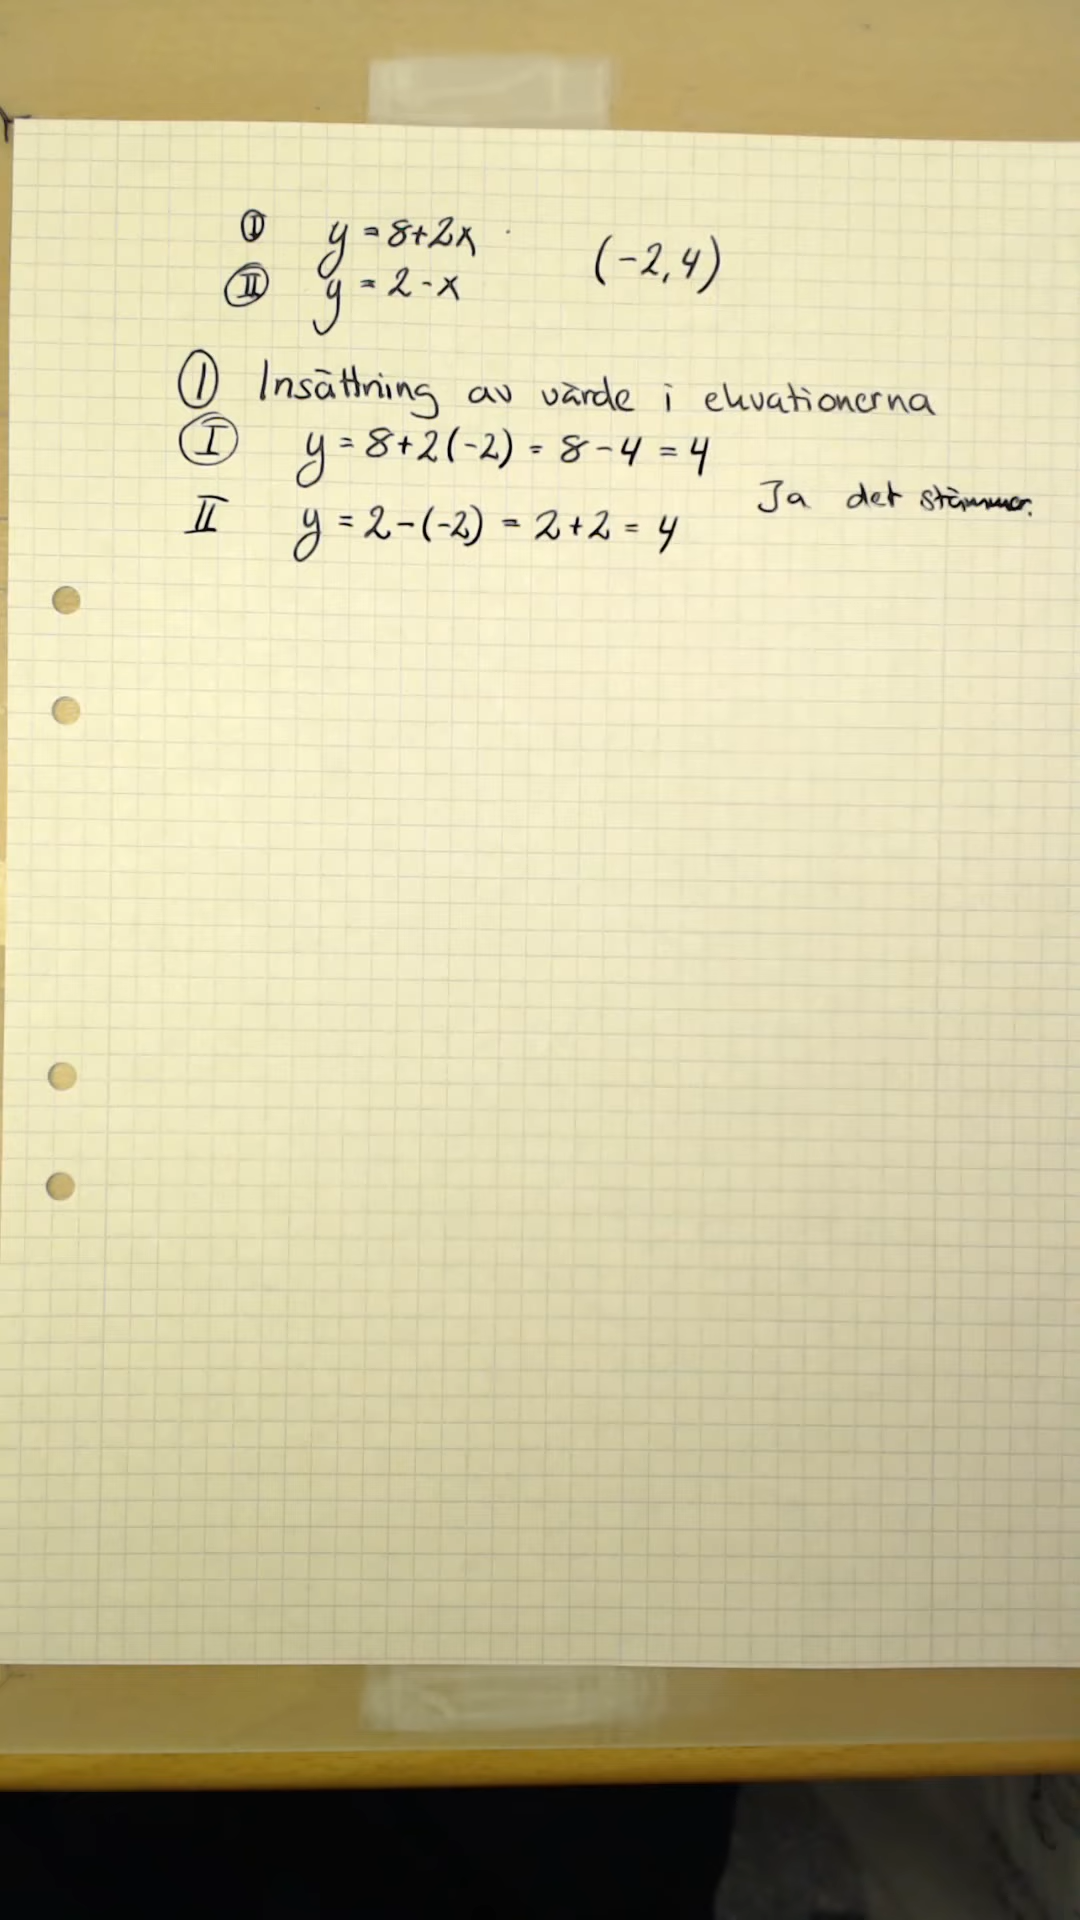 Ⅰ y = 8+2x
(-2,4)
Ⅱ y = 2-x
① Insättning av värde i ekvationerna
Ⅰ y = 8+2(-2) = 8-4 = 4
Ja det stämmer.
Ⅱ y = 2-(-2) = 2+2 = 4